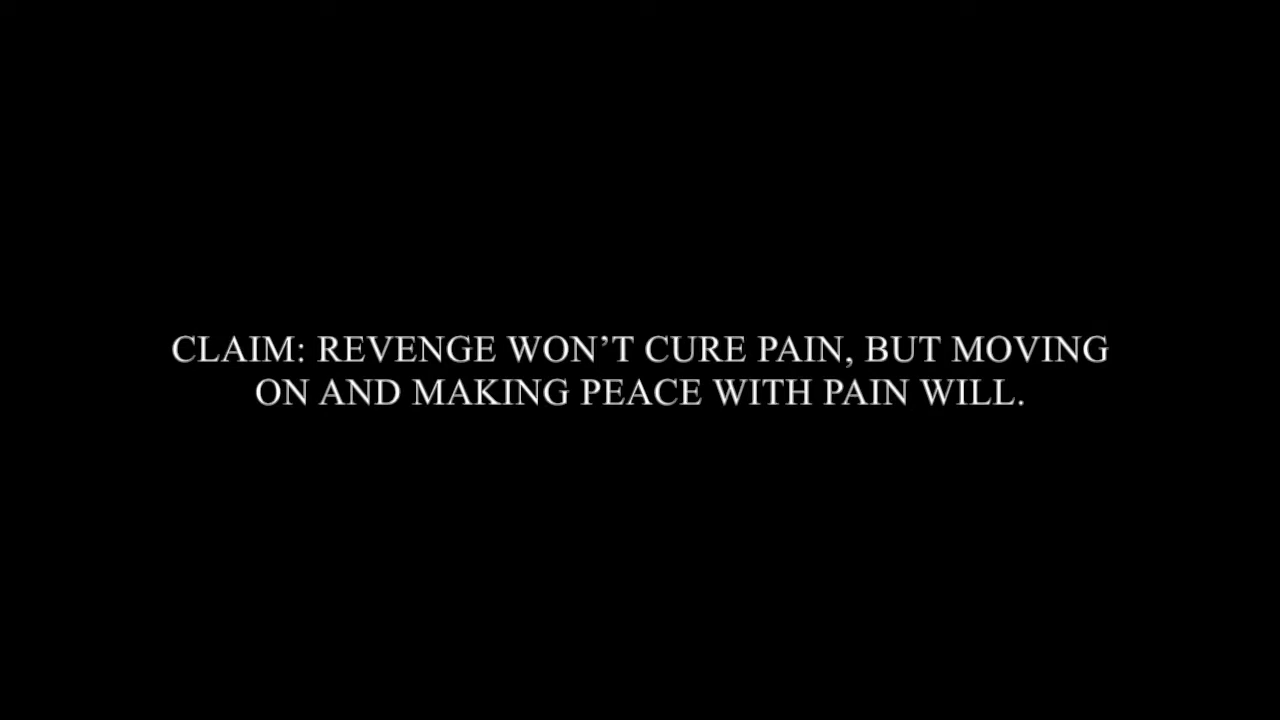 CLAIM: REVENGE WON’T CURE PAIN, BUT MOVING
ON AND MAKING PEACE WITH PAIN WILL.